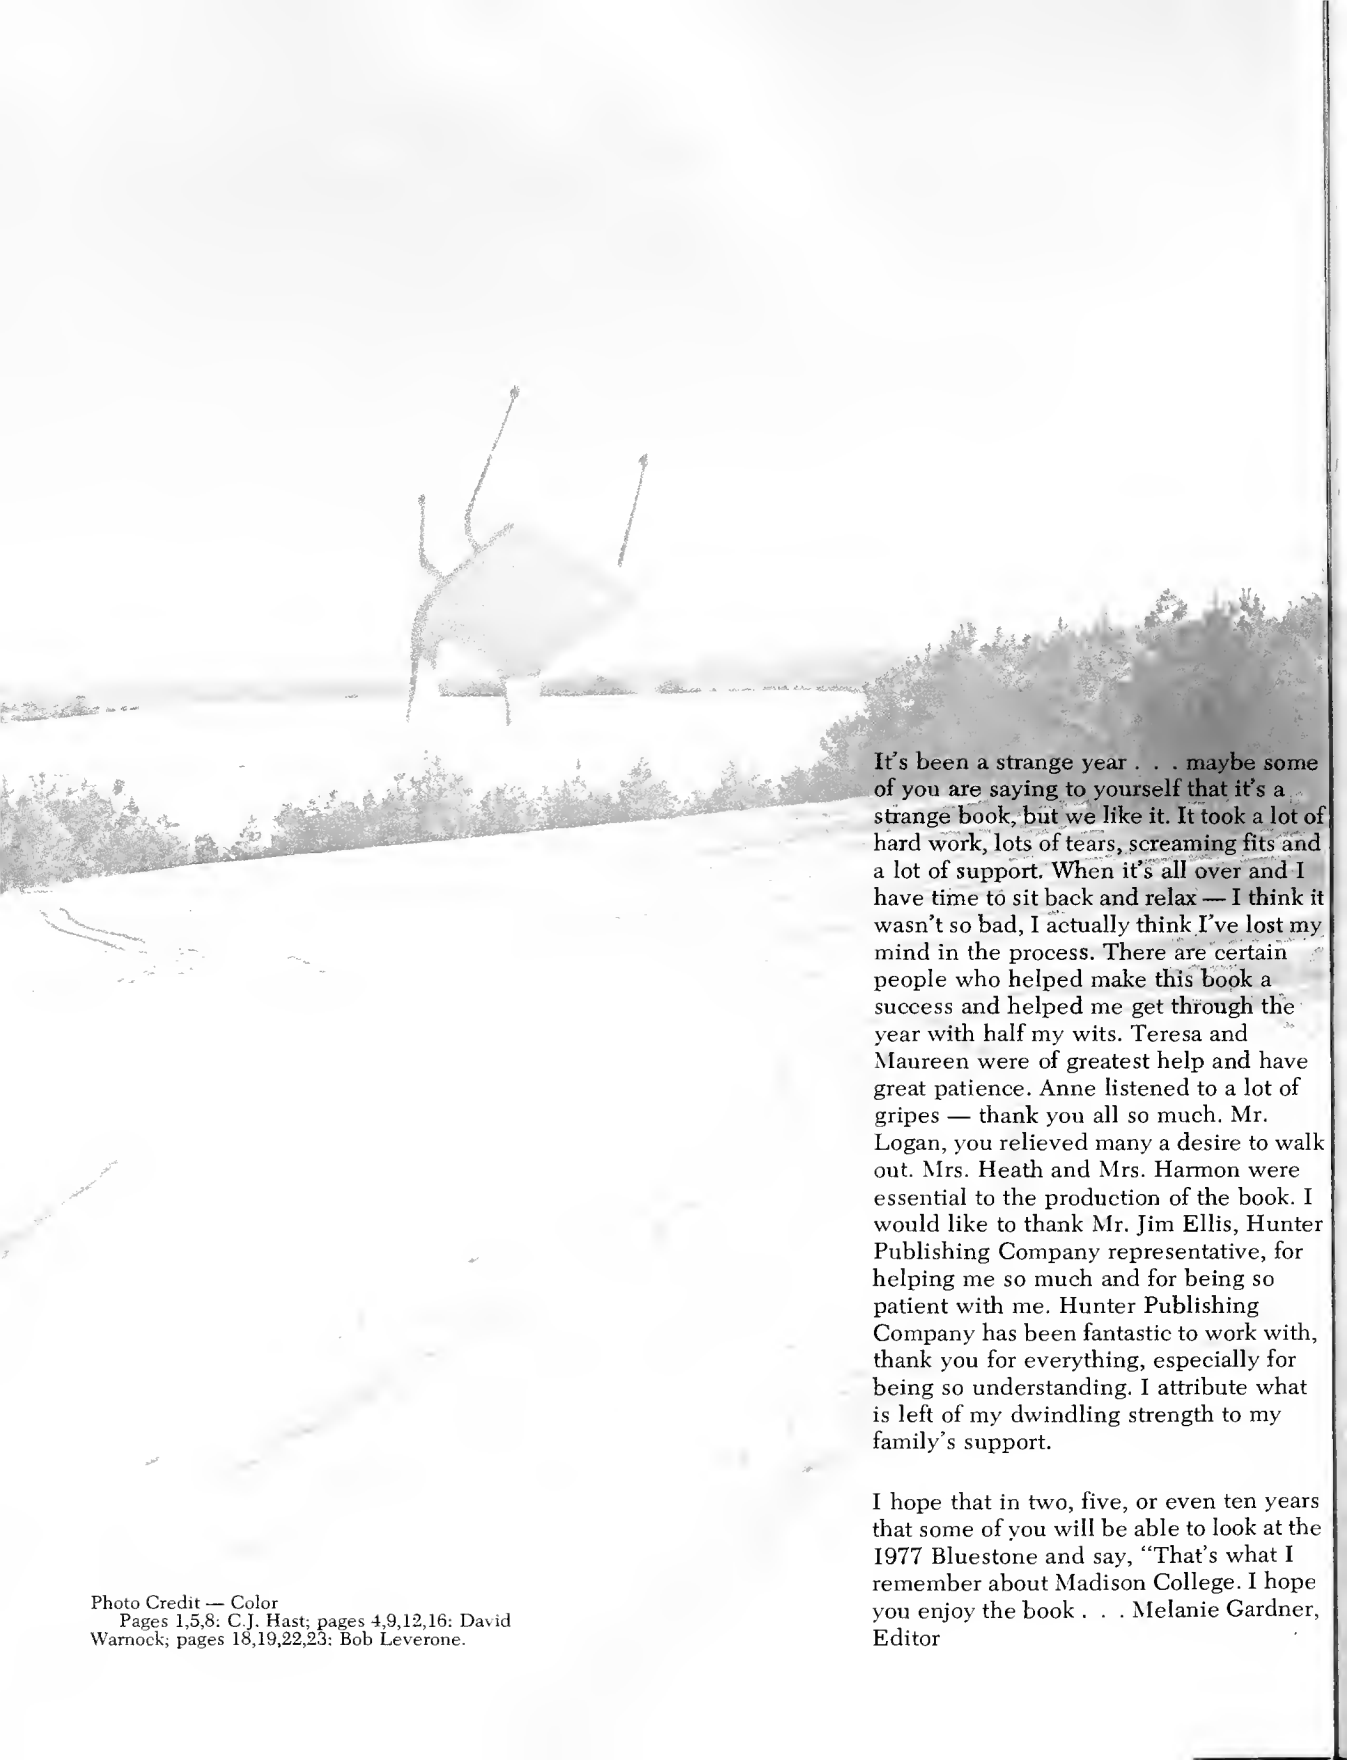 It's been a strange year . . . maybe some
of you are saying to yourself that it's a
strange book, but we like it. It took a lot of
hard work, lots of tears, screaming fits and
a lot of support. When it's all over and I
have time to sit back and relax — I think it
wasn't so bad, I actually think I've lost my
mind in the process. There are certain
people who helped make this book a
success and helped me get through the
year with half my wits. Teresa and
Maureen were of greatest help and have
great patience. Anne listened to a lot of
gripes — thank you all so much. Mr.
Logan, you relieved many a desire to walk
out. Mrs. Heath and Mrs. Harmon were
essential to the production of the book. I
would like to thank Mr. Jim Ellis, Hunter
Publishing Company representative, for
helping me so much and for being so
patient with me. Hunter Publishing
Company has been fantastic to work with,
thank you for everything, especially for
being so understanding. I attribute what
is left of my dwindling strength to my
family's support.
I hope that in two, five, or even ten years
that some of you will be able to look at the
1977 Bluestone and say, “That's what I
remember about Madison College. I hope
you enjoy the book . . . Melanie Gardner,
Editor
Photo Credit — Color
Pages 1,5,8: C.J. Hast; pages 4,9,12,16: David
Warnock; pages 18,19,22,23: Bob Leverone.